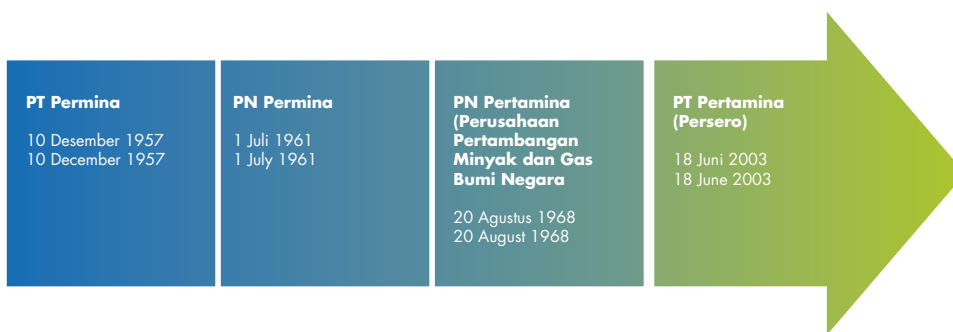 PT Permina
10 Desember 1957
10 December 1957
PN Permina
1 Juli 1961
1 July 1961
PN Pertamina
(Perusahaan
Pertambangan
Minyak dan Gas
Bumi Negara
20 Agustus 1968
20 August 1968
PT Pertamina
(Persero)
18 Juni 2003
18 June 2003